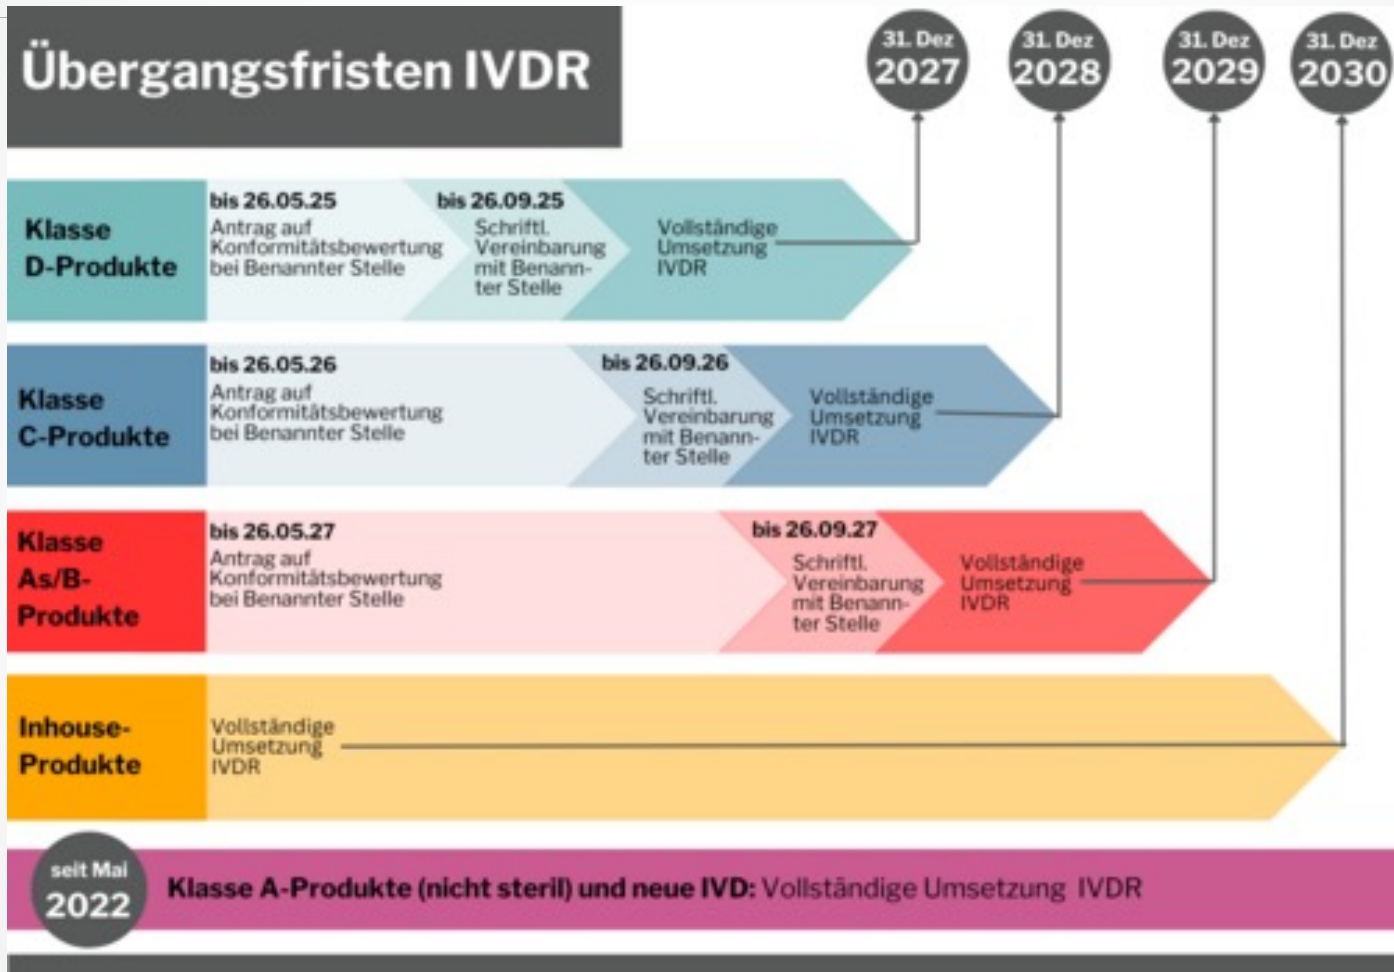 Übergangsfristen IVDR
31. Dez
2027
31. Dez
2028
31. Dez
2029
31. Dez
2030
Klasse
D-Produkte
bis 26.05.25
Antrag auf
Konformitätsbewertung
bei Benannter Stelle
bis 26.09.25
Schriftl.
Vereinbarung
mit Benann-
ter Stelle
Vollständige
Umsetzung
IVDR
Klasse
C-Produkte
bis 26.05.26
Antrag auf
Konformitätsbewertung
bei Benannter Stelle
bis 26.09.26
Schriftl.
Vereinbarung
mit Benann-
ter Stelle
Vollständige
Umsetzung
IVDR
Klasse
As/B-
Produkte
bis 26.05.27
Antrag auf
Konformitätsbewertung
bei Benannter Stelle
bis 26.09.27
Schriftl.
Vereinbarung
mit Benann-
ter Stelle
Vollständige
Umsetzung
IVDR
Inhouse-
Produkte
Vollständige
Umsetzung
IVDR
seit Mai
2022
Klasse A-Produkte (nicht steril) und neue IVD: Vollständige Umsetzung IVDR